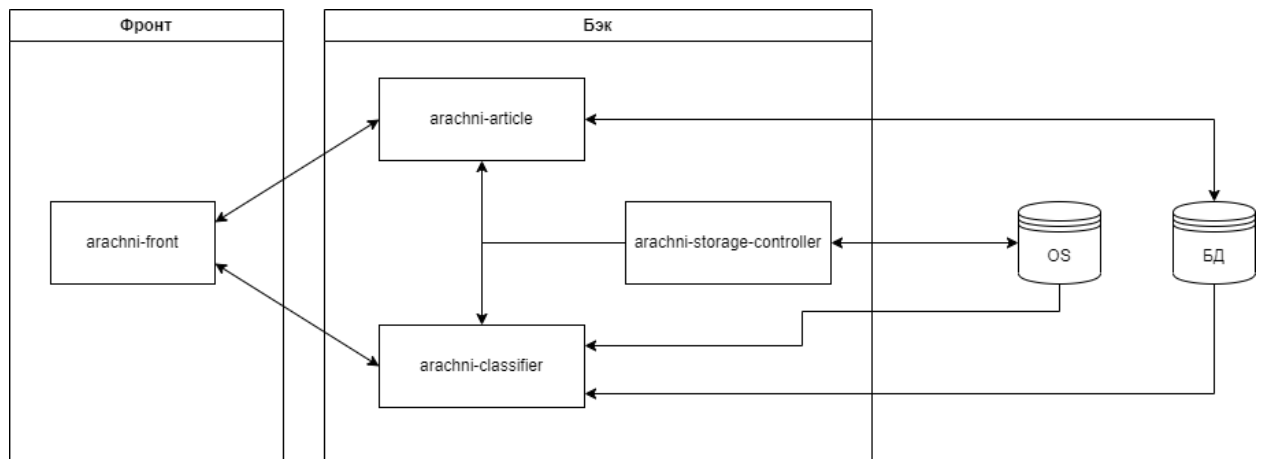 Фронт
Бэк
arachni-article
arachni-front
arachni-storage-controller
OS
БД
arachni-classifier